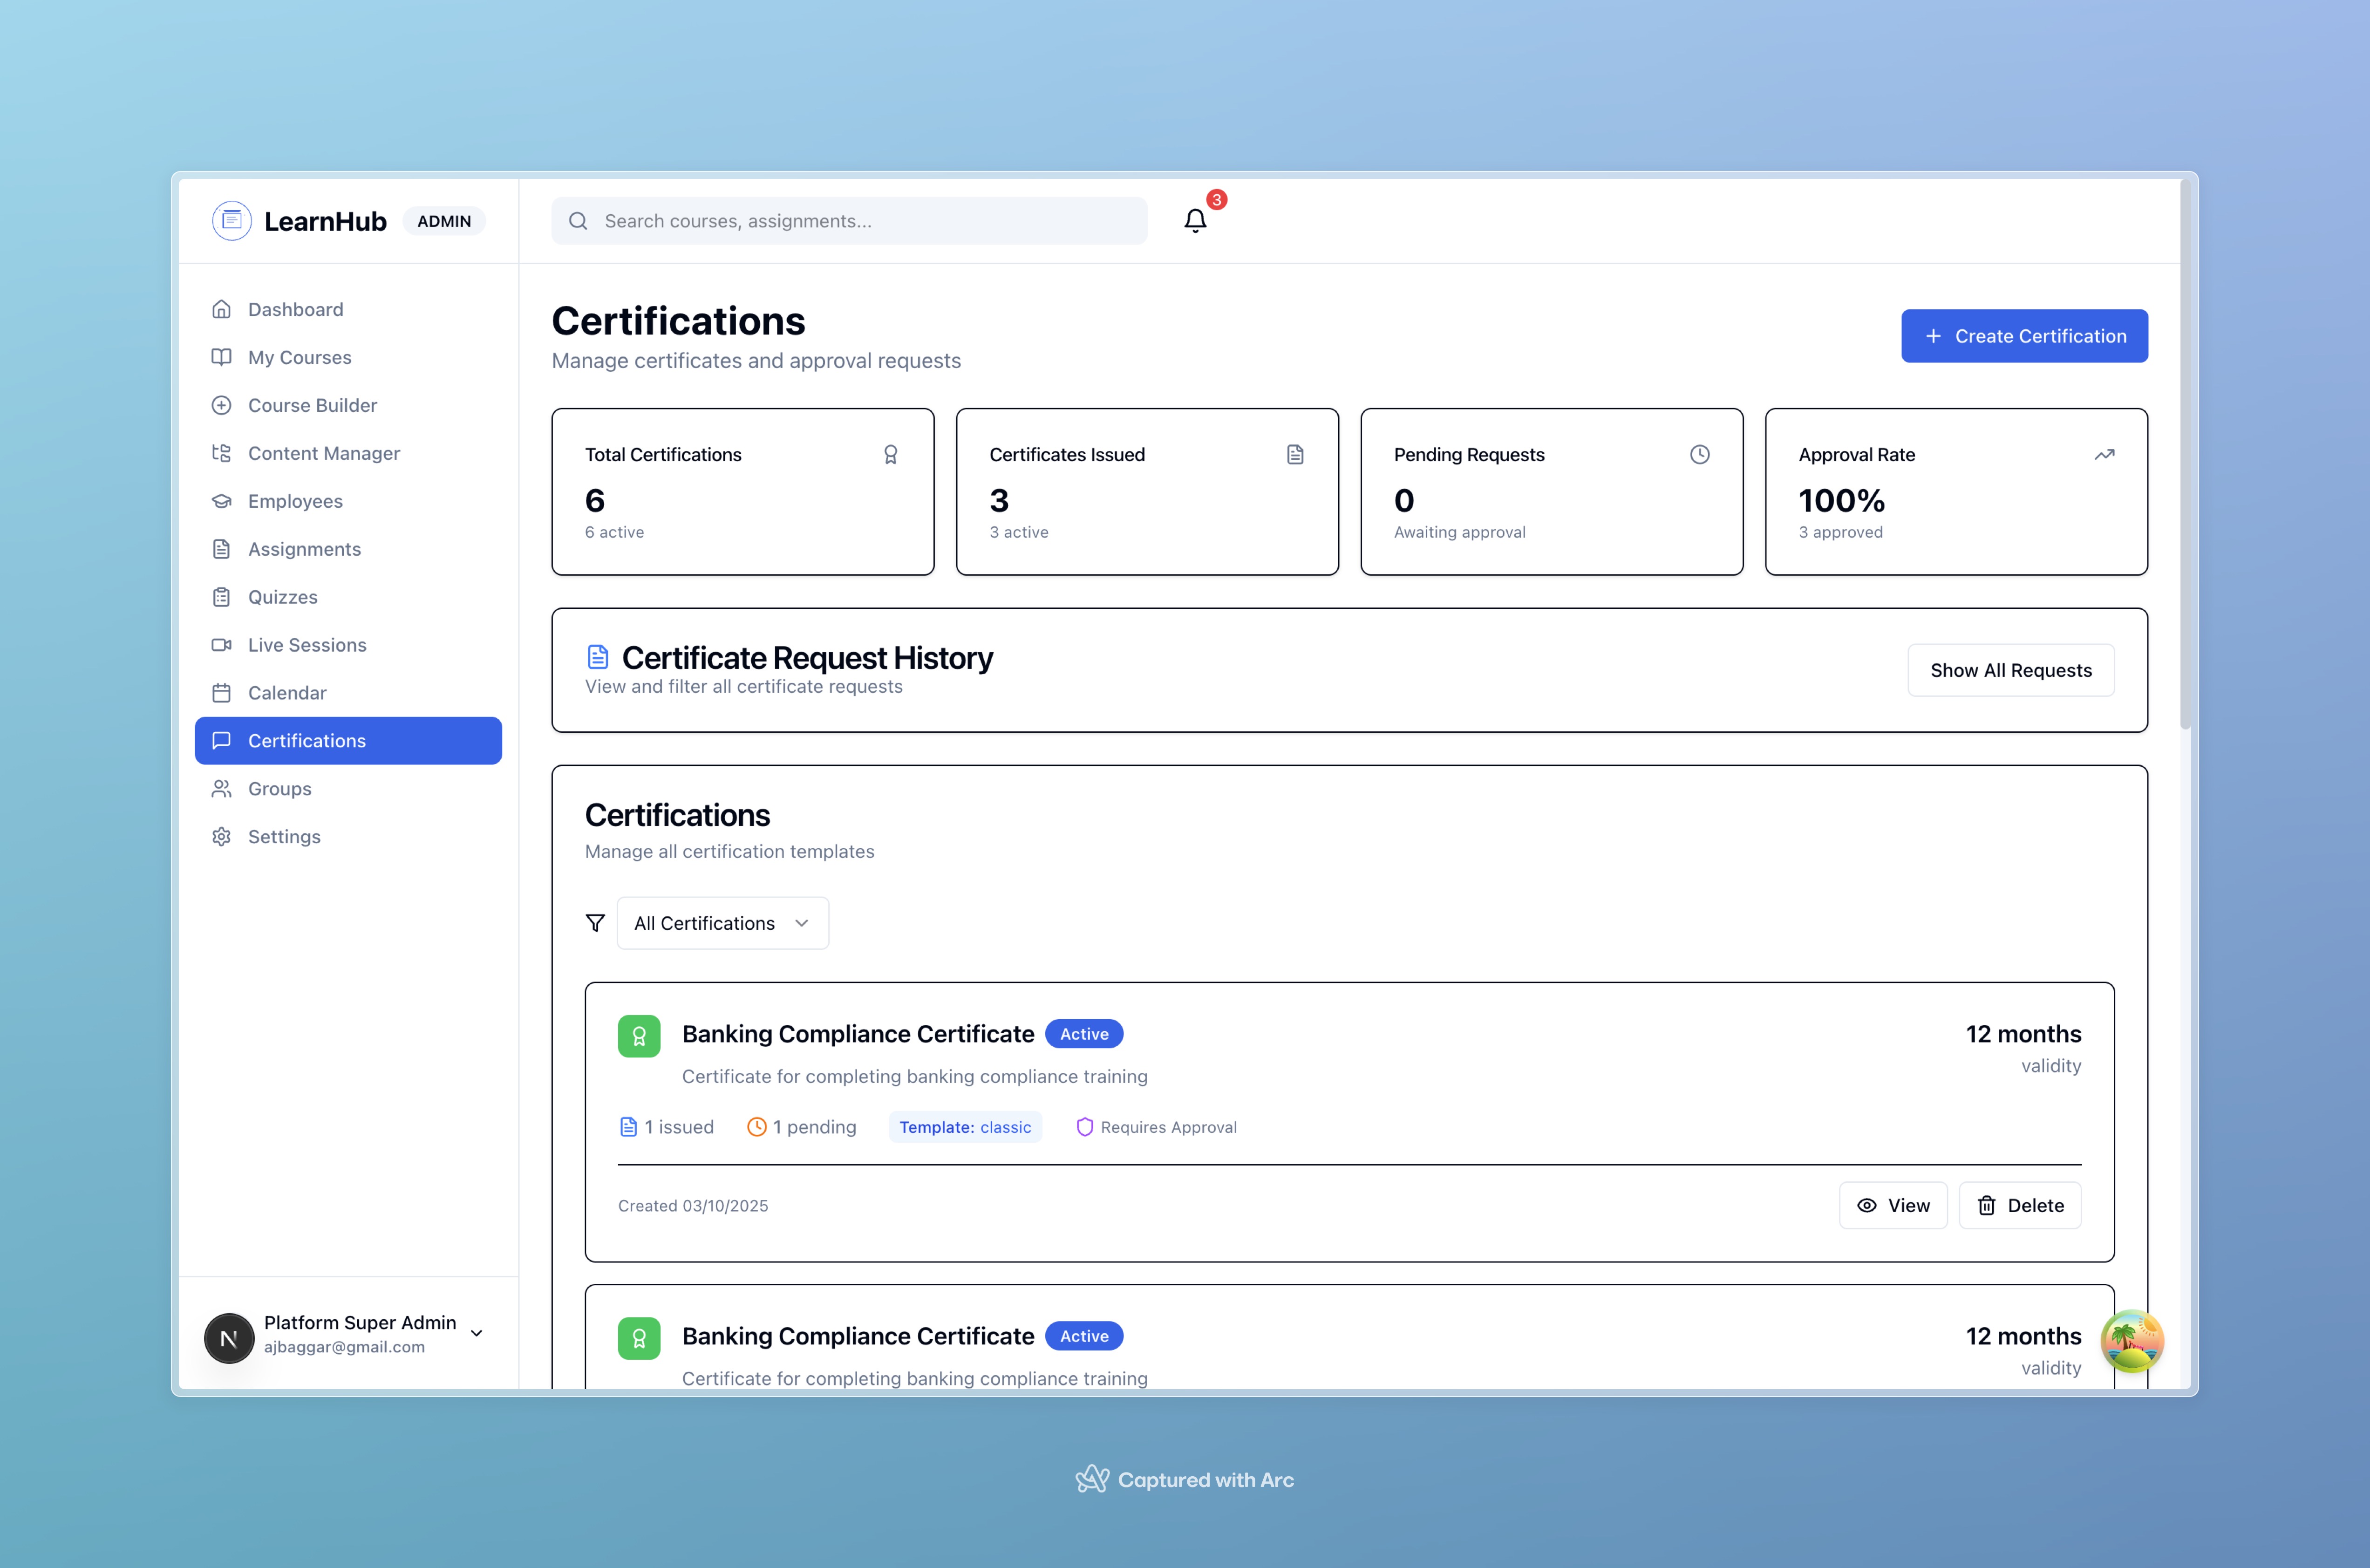 LearnHub ADMIN
Search courses, assignments...
3
Dashboard
My Courses
Course Builder
Content Manager
Employees
Assignments
Quizzes
Live Sessions
Calendar
Certifications
Groups
Settings
N
Platform Super Admin
ajbaggar@gmail.com
Certifications
Manage certificates and approval requests
Create Certification
Total Certifications
6
6 active
Certificates Issued
3
3 active
Pending Requests
0
Awaiting approval
Approval Rate
100%
3 approved
Certificate Request History
View and filter all certificate requests
Show All Requests
Certifications
Manage all certification templates
All Certifications
Banking Compliance Certificate Active
Certificate for completing banking compliance training
12 months
validity
1 issued 1 pending Template: classic Requires Approval
Created 03/10/2025
View Delete
Banking Compliance Certificate Active
Certificate for completing banking compliance training
12 months
validity
Captured with Arc